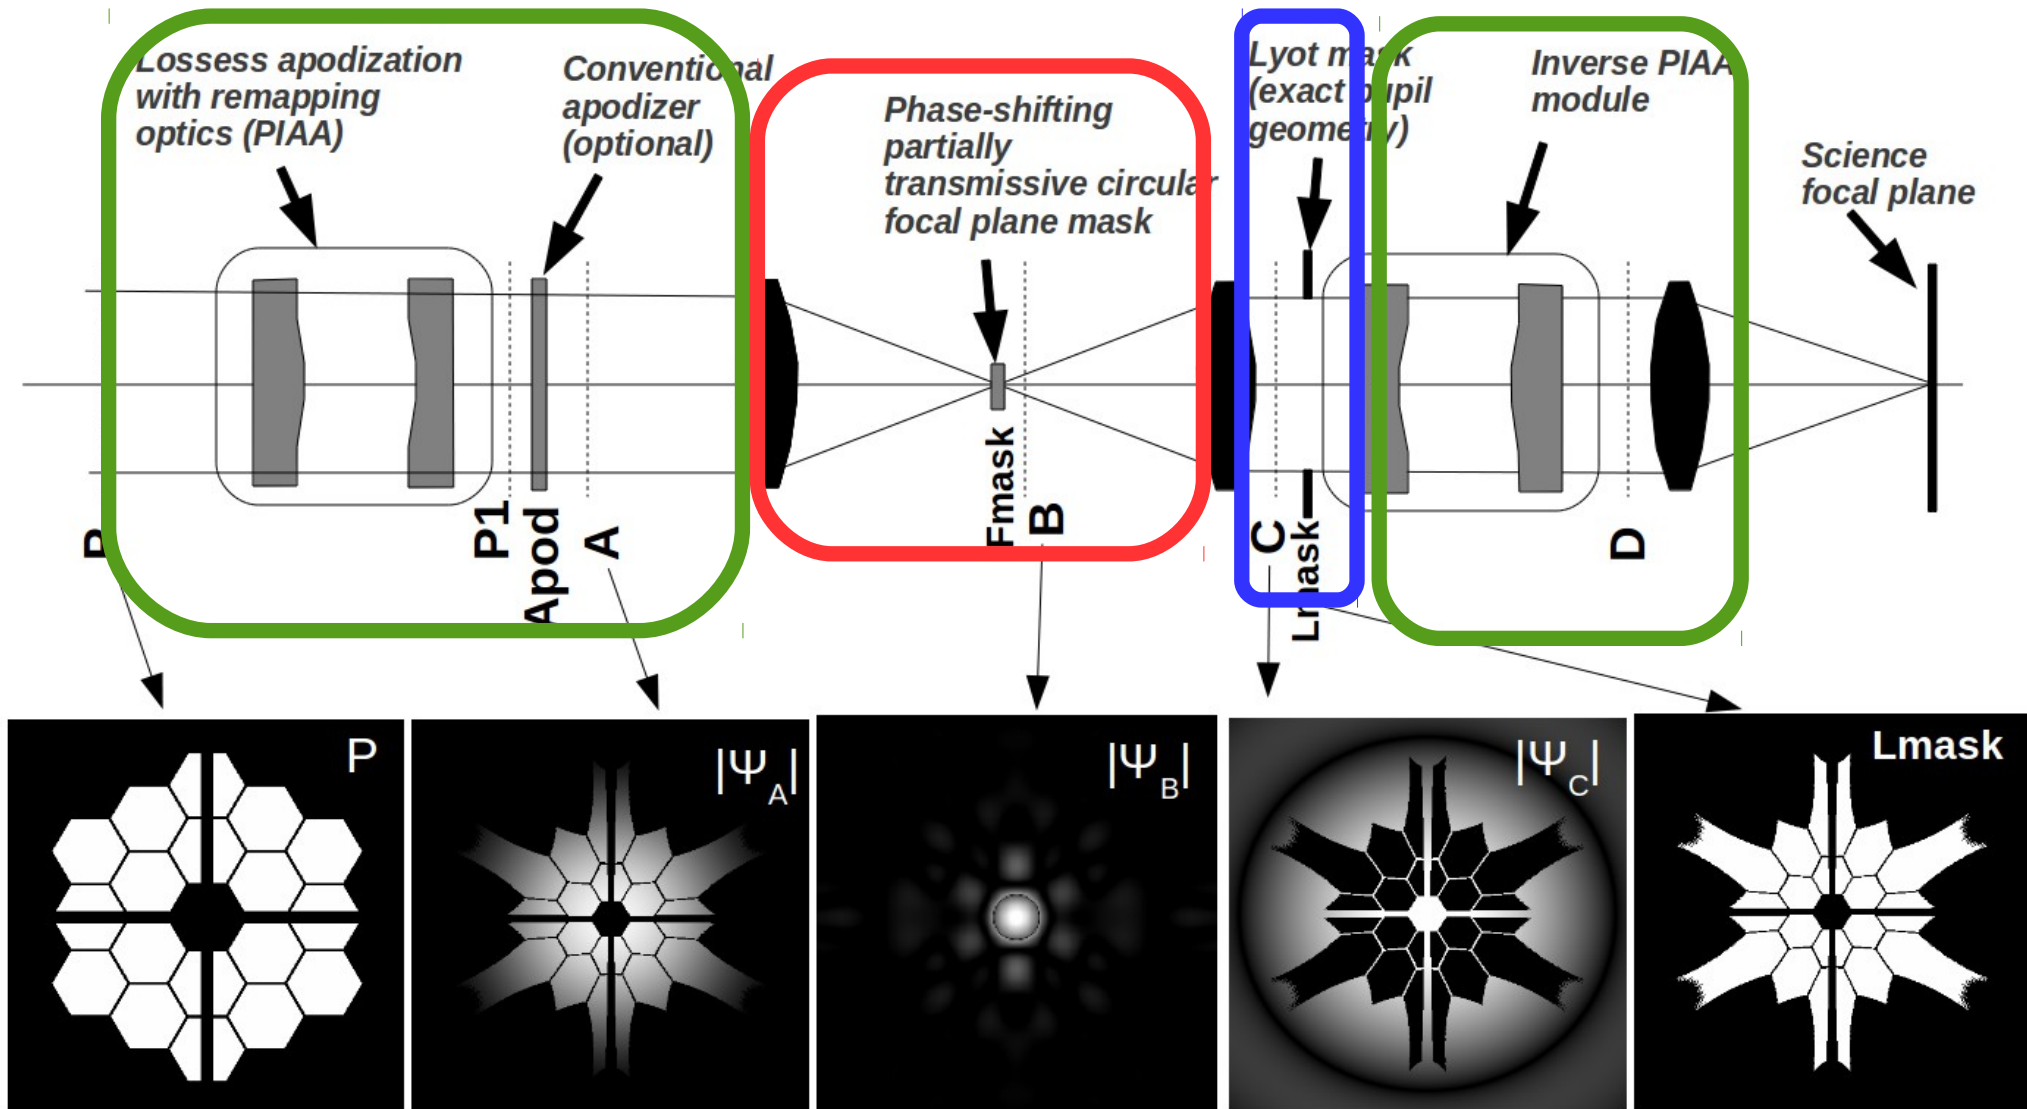 Lossess apodization
with remapping
optics (PIAA)
Conventional
apodizer
(optional)
Phase-shifting
partially
transmissive circular
focal plane mask
Lyot mask
(exact pupil
geometry)
Inverse PIAA
module
Science
focal plane
P
P1
Apod
A
Fmask
B
C
Lmask
D
P
|Ψ_A|
|Ψ_B|
|Ψ_C|
Lmask